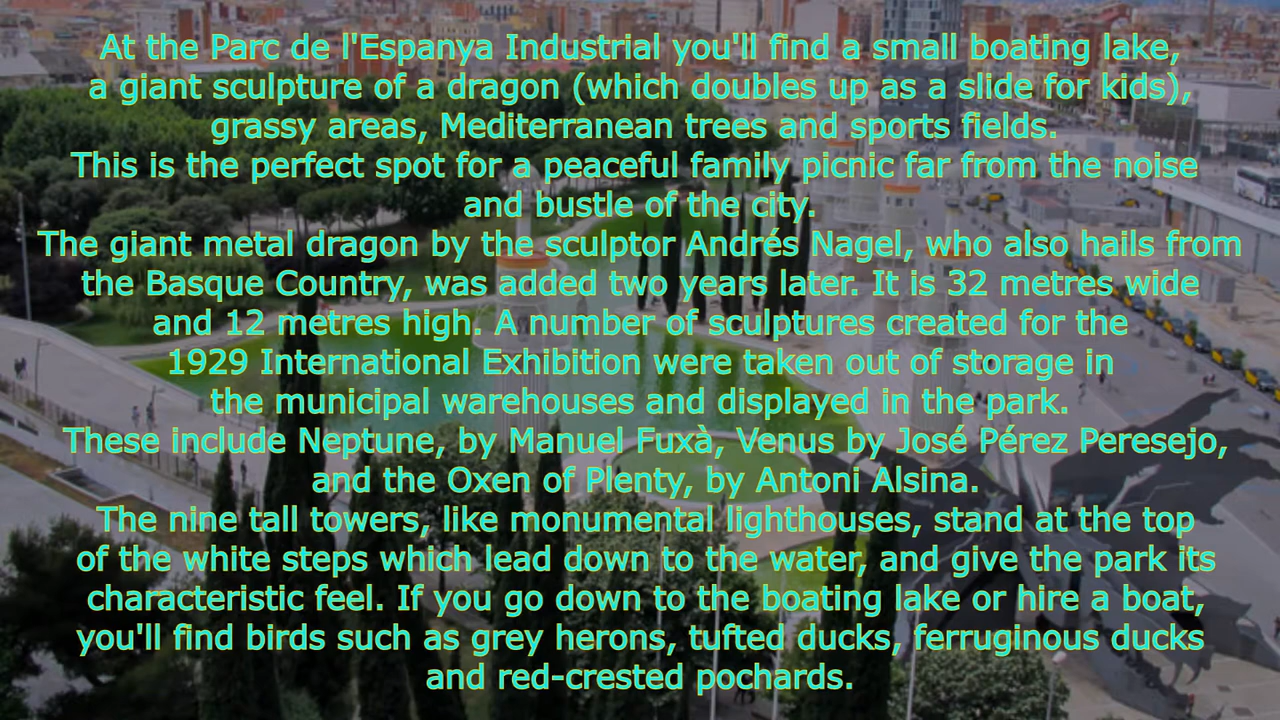 At the Parc de l'Espanya Industrial you'll find a small boating lake,
a giant sculpture of a dragon (which doubles up as a slide for kids),
grassy areas, Mediterranean trees and sports fields.
This is the perfect spot for a peaceful family picnic far from the noise
and bustle of the city.
The giant metal dragon by the sculptor Andrés Nagel, who also hails from
the Basque Country, was added two years later. It is 32 metres wide
and 12 metres high. A number of sculptures created for the
1929 International Exhibition were taken out of storage in
the municipal warehouses and displayed in the park.
These include Neptune, by Manuel Fuxà, Venus by José Pérez Peresejo,
and the Oxen of Plenty, by Antoni Alsina.
The nine tall towers, like monumental lighthouses, stand at the top
of the white steps which lead down to the water, and give the park its
characteristic feel. If you go down to the boating lake or hire a boat,
you'll find birds such as grey herons, tufted ducks, ferruginous ducks
and red-crested pochards.